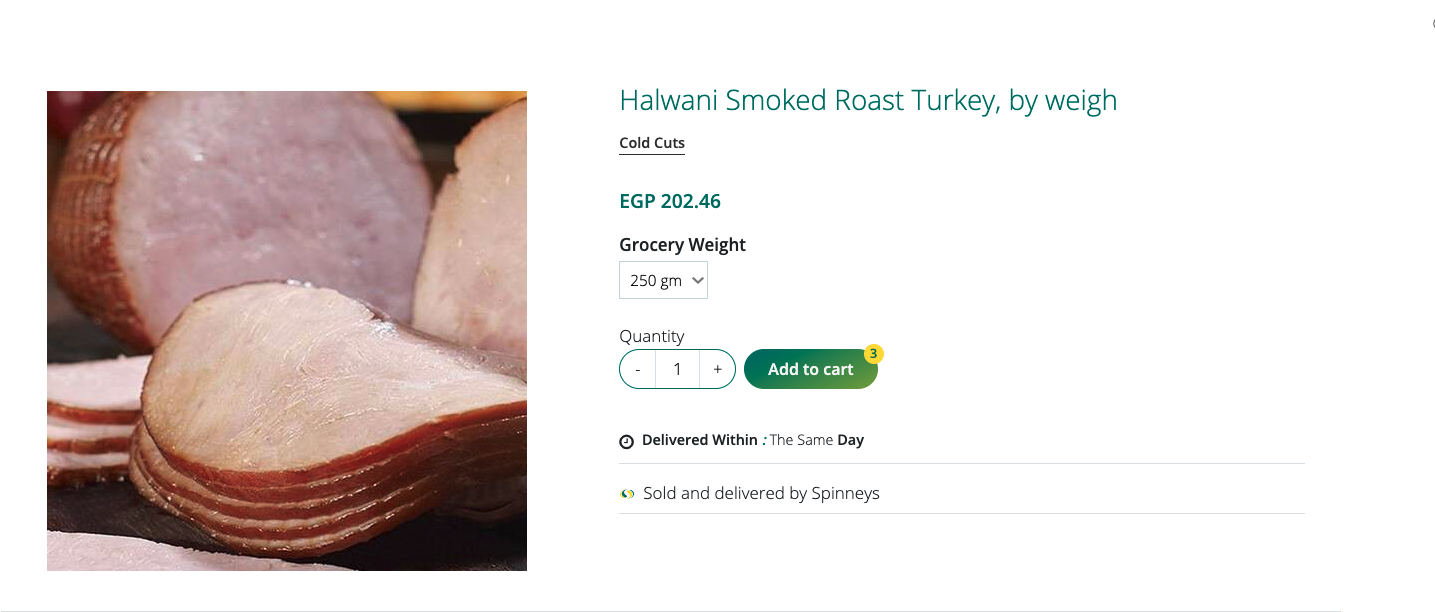 Halwani Smoked Roast Turkey, by weigh
Cold Cuts
EGP 202.46
Grocery Weight
250 gm
Quantity
- 1 +
Add to cart
3
Delivered Within : The Same Day
Sold and delivered by Spinneys